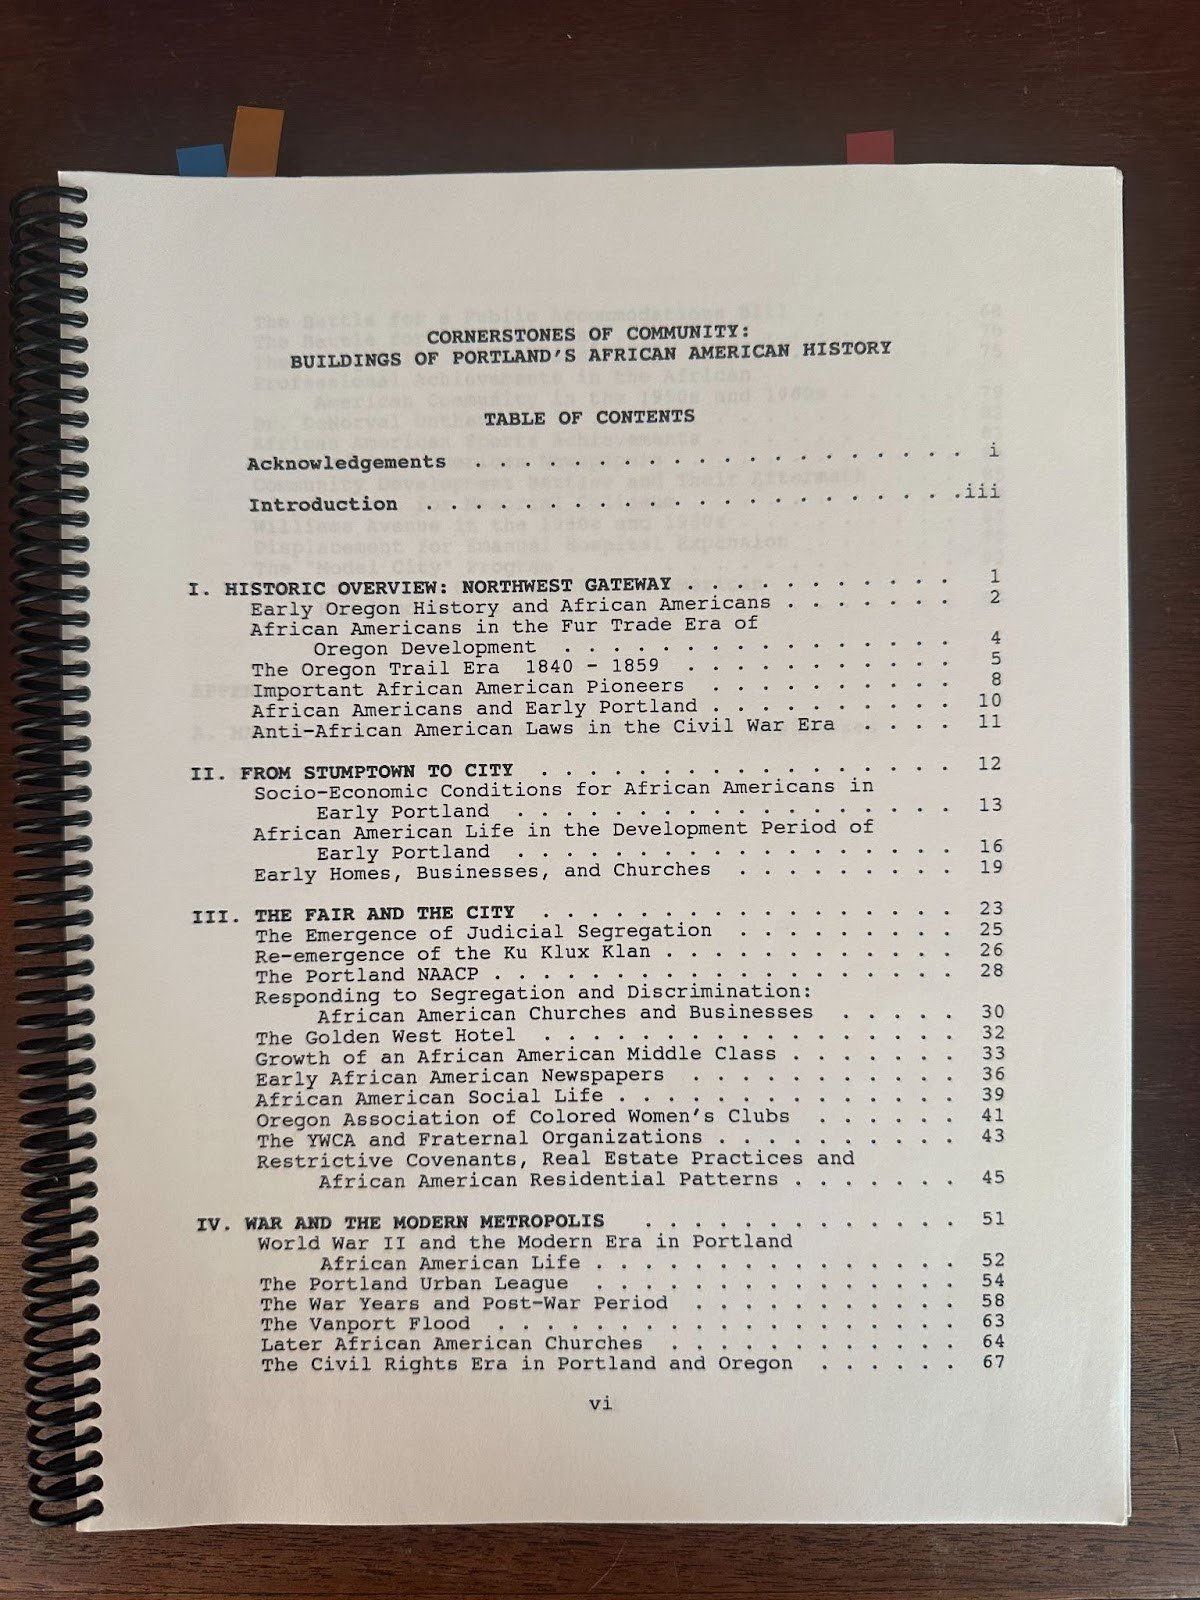 CORNERSTONES OF COMMUNITY:
BUILDINGS OF PORTLAND'S AFRICAN AMERICAN HISTORY
TABLE OF CONTENTS
Acknowledgements . . . . . . . . . . . . . . . . . . . . . i
Introduction . . . . . . . . . . . . . . . . . . . . . .iii
I. HISTORIC OVERVIEW: NORTHWEST GATEWAY . . . . . . . . . . . 1
Early Oregon History and African Americans . . . . . . . 2
African Americans in the Fur Trade Era of
Oregon Development . . . . . . . . . . . . . . . . 4
The Oregon Trail Era 1840 - 1859 . . . . . . . . . . . 5
Important African American Pioneers . . . . . . . . . . 8
African Americans and Early Portland . . . . . . . . . . 10
Anti-African American Laws in the Civil War Era . . . . 11
II. FROM STUMPTOWN TO CITY . . . . . . . . . . . . . . . . . 12
Socio-Economic Conditions for African Americans in
Early Portland . . . . . . . . . . . . . . . . . . 13
African American Life in the Development Period of
Early Portland . . . . . . . . . . . . . . . . . . 16
Early Homes, Businesses, and Churches . . . . . . . . . 19
III. THE FAIR AND THE CITY . . . . . . . . . . . . . . . . . 23
The Emergence of Judicial Segregation . . . . . . . . . 25
Re-emergence of the Ku Klux Klan . . . . . . . . . . . . 26
The Portland NAACP . . . . . . . . . . . . . . . . . . . 28
Responding to Segregation and Discrimination:
African American Churches and Businesses . . . . . 30
The Golden West Hotel . . . . . . . . . . . . . . . . . 32
Growth of an African American Middle Class . . . . . . . 33
Early African American Newspapers . . . . . . . . . . . 36
African American Social Life . . . . . . . . . . . . . . 39
Oregon Association of Colored Women's Clubs . . . . . . 41
The YWCA and Fraternal Organizations . . . . . . . . . . 43
Restrictive Covenants, Real Estate Practices and
African American Residential Patterns . . . . . . . 45
IV. WAR AND THE MODERN METROPOLIS . . . . . . . . . . . . . 51
World War II and the Modern Era in Portland
African American Life . . . . . . . . . . . . . . . 52
The Portland Urban League . . . . . . . . . . . . . . . 54
The War Years and Post-War Period . . . . . . . . . . . 58
The Vanport Flood . . . . . . . . . . . . . . . . . . . 63
Later African American Churches . . . . . . . . . . . . 64
The Civil Rights Era in Portland and Oregon . . . . . . 67
vi